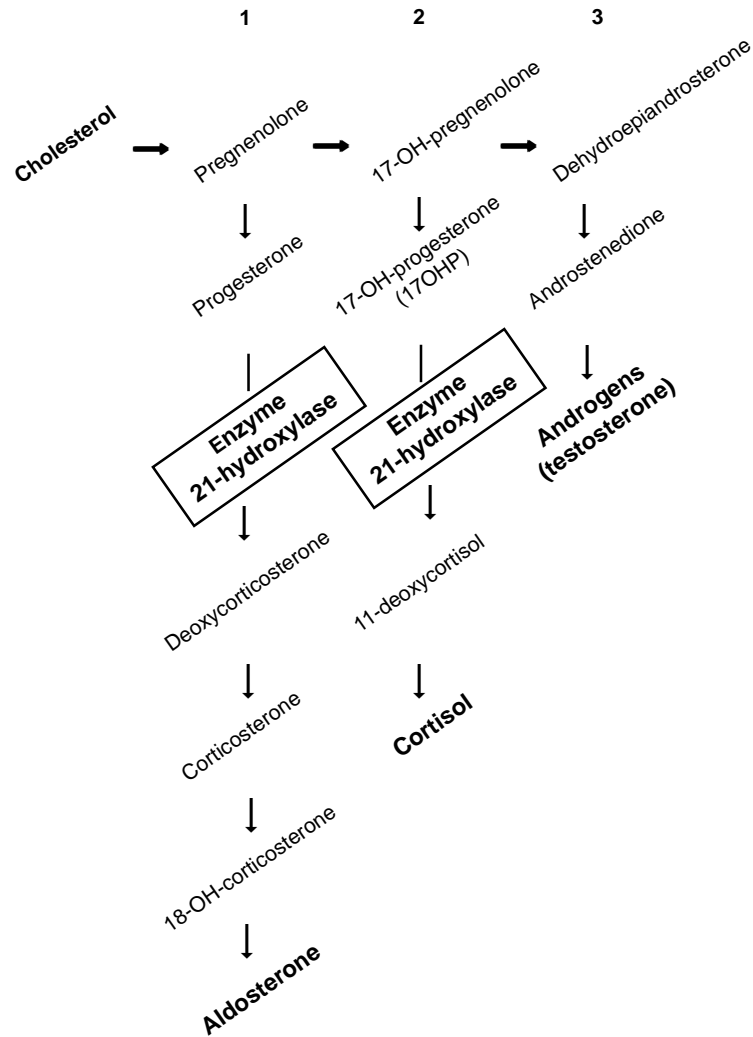 1
2
3
Cholesterol
Pregnenolone
17-OH-pregnenolone
Dehydroepiandrosterone
Progesterone
17-OH-progesterone
(17OHP)
Androstenedione
Enzyme
21-hydroxylase
Enzyme
21-hydroxylase
Androgens
(testosterone)
Deoxycorticosterone
11-deoxycortisol
Corticosterone
Cortisol
18-OH-corticosterone
Aldosterone